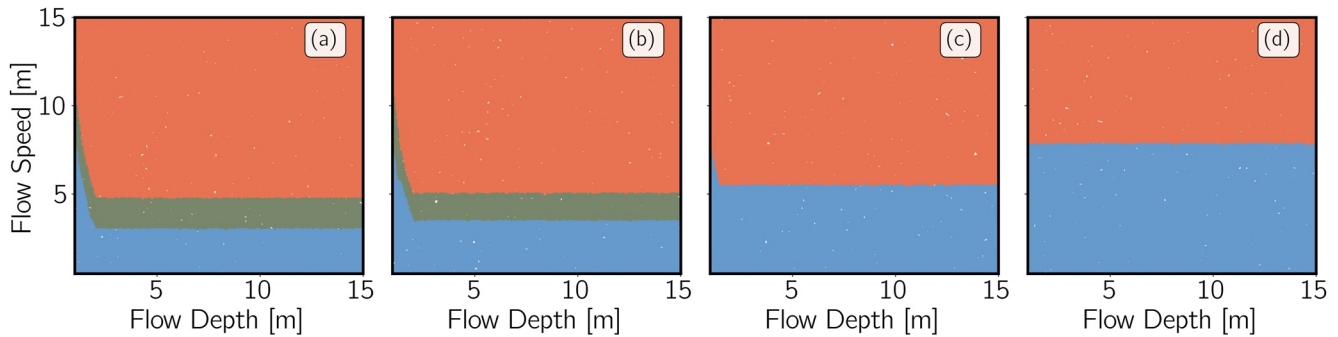 (a) (b) (c) (d)
Flow Speed [m]
15
10
5
5 10 15 5 10 15 5 10 15 5 10 15
Flow Depth [m] Flow Depth [m] Flow Depth [m] Flow Depth [m]